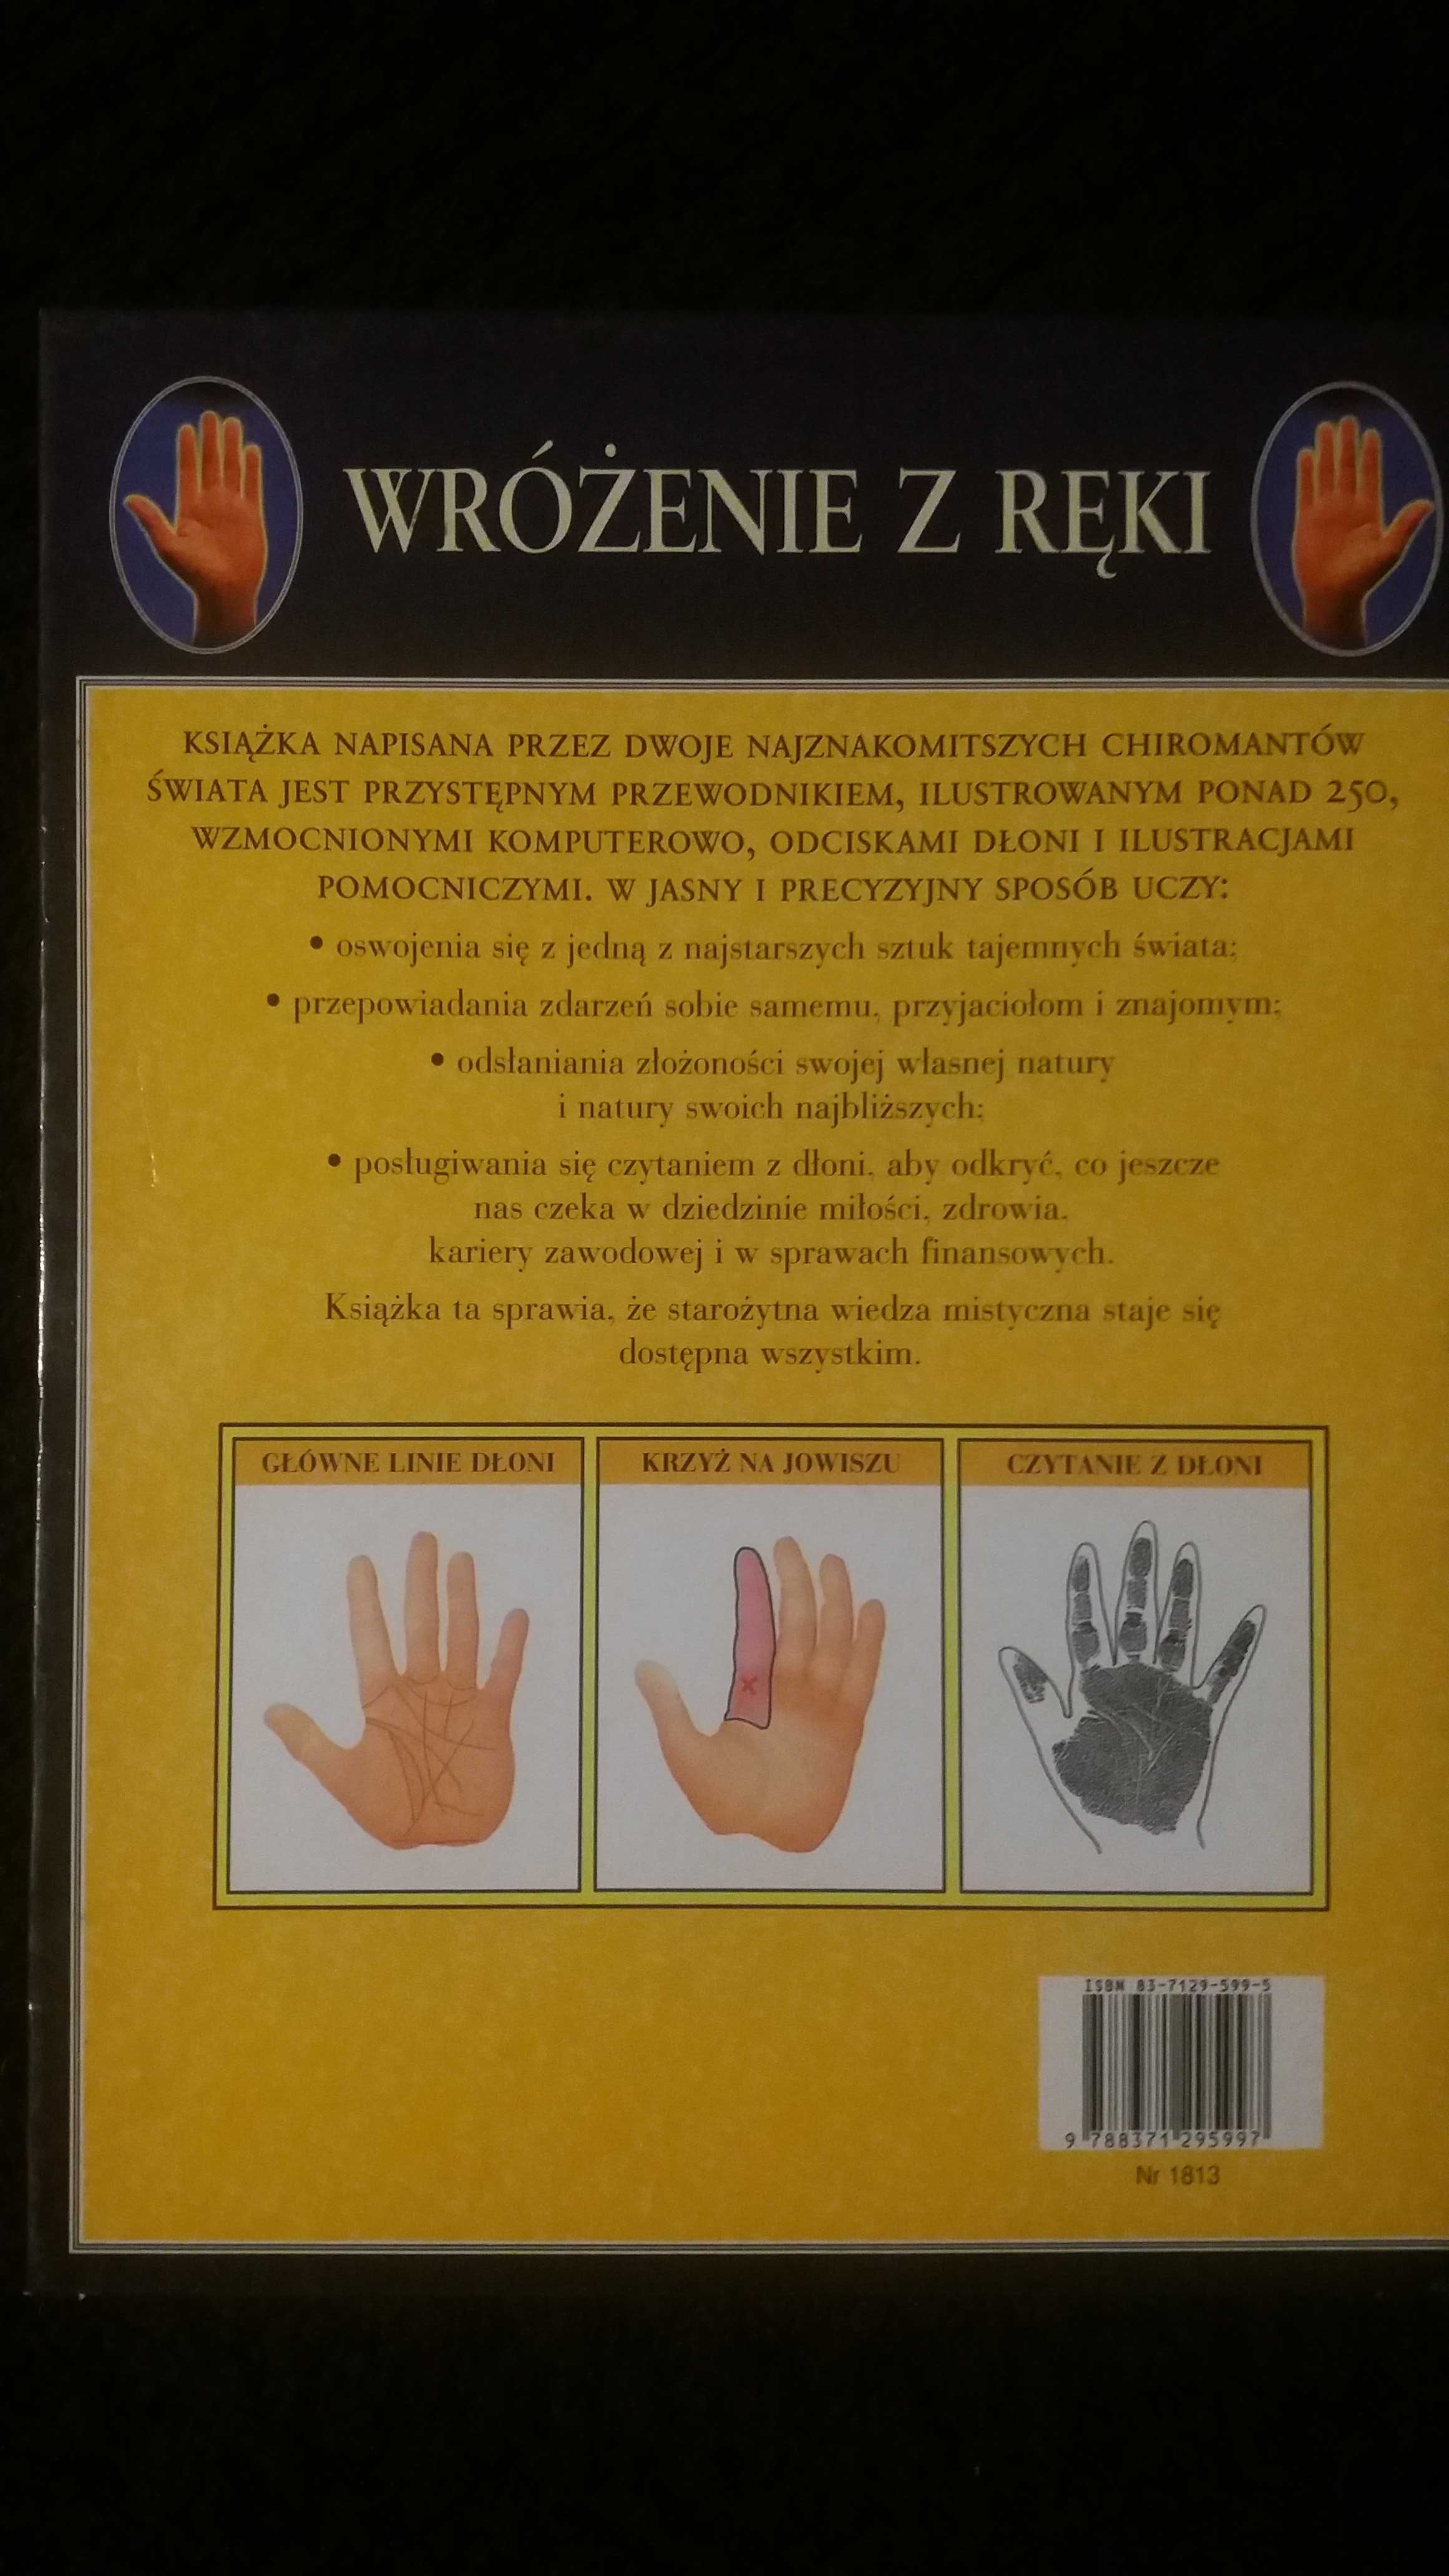 WRÓŻENIE Z RĘKI
KSIĄŻKA NAPISANA PRZEZ DWOJE NAJZNAKOMITSZYCH CHIROMANTÓW
ŚWIATA JEST PRZYSTĘPNYM PRZEWODNIKIEM, ILUSTROWANYM PONAD 250,
WZMOCNIONYMI KOMPUTEROWO, ODCISKAMI DŁONI I ILUSTRACJAMI
POMOCNICZYMI. W JASNY I PRECYZYJNY SPOSÓB UCZY:
• oswojenia się z jedną z najstarszych sztuk tajemnych świata;
• przepowiadania zdarzeń sobie samemu, przyjaciołom i znajomym;
• odsłaniania złożoności swojej własnej natury
i natury swoich najbliższych;
• posługiwania się czytaniem z dłoni, aby odkryć, co jeszcze
nas czeka w dziedzinie miłości, zdrowia,
kariery zawodowej i w sprawach finansowych.
Książka ta sprawia, że starożytna wiedza mistyczna staje się
dostępna wszystkim.
GŁÓWNE LINIE DŁONI
KRZYŻ NA JOWISZU
CZYTANIE Z DŁONI
ISBN 83-7129-599-5
9 788371 295997
Nr 1813